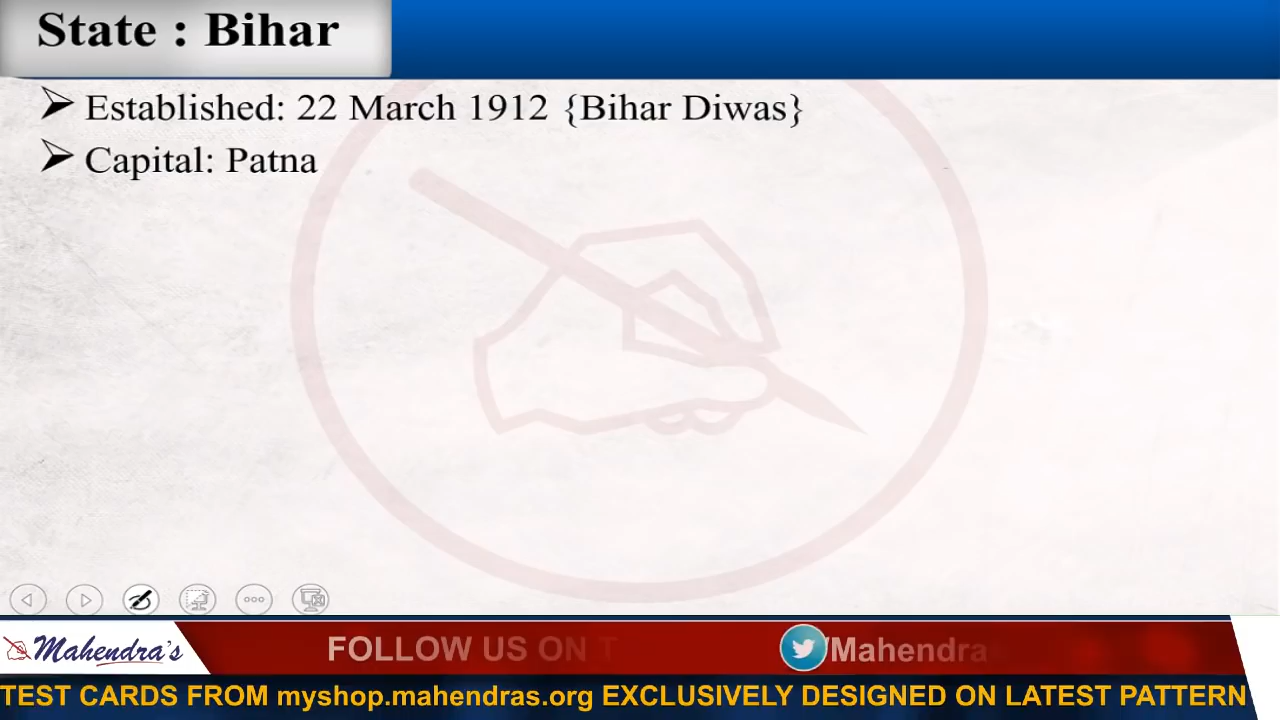 State : Bihar
Established: 22 March 1912 {Bihar Diwas}
Capital: Patna
Mahendra's
FOLLOW US ON T
/Mahendra
TEST CARDS FROM myshop.mahendras.org EXCLUSIVELY DESIGNED ON LATEST PATTERN